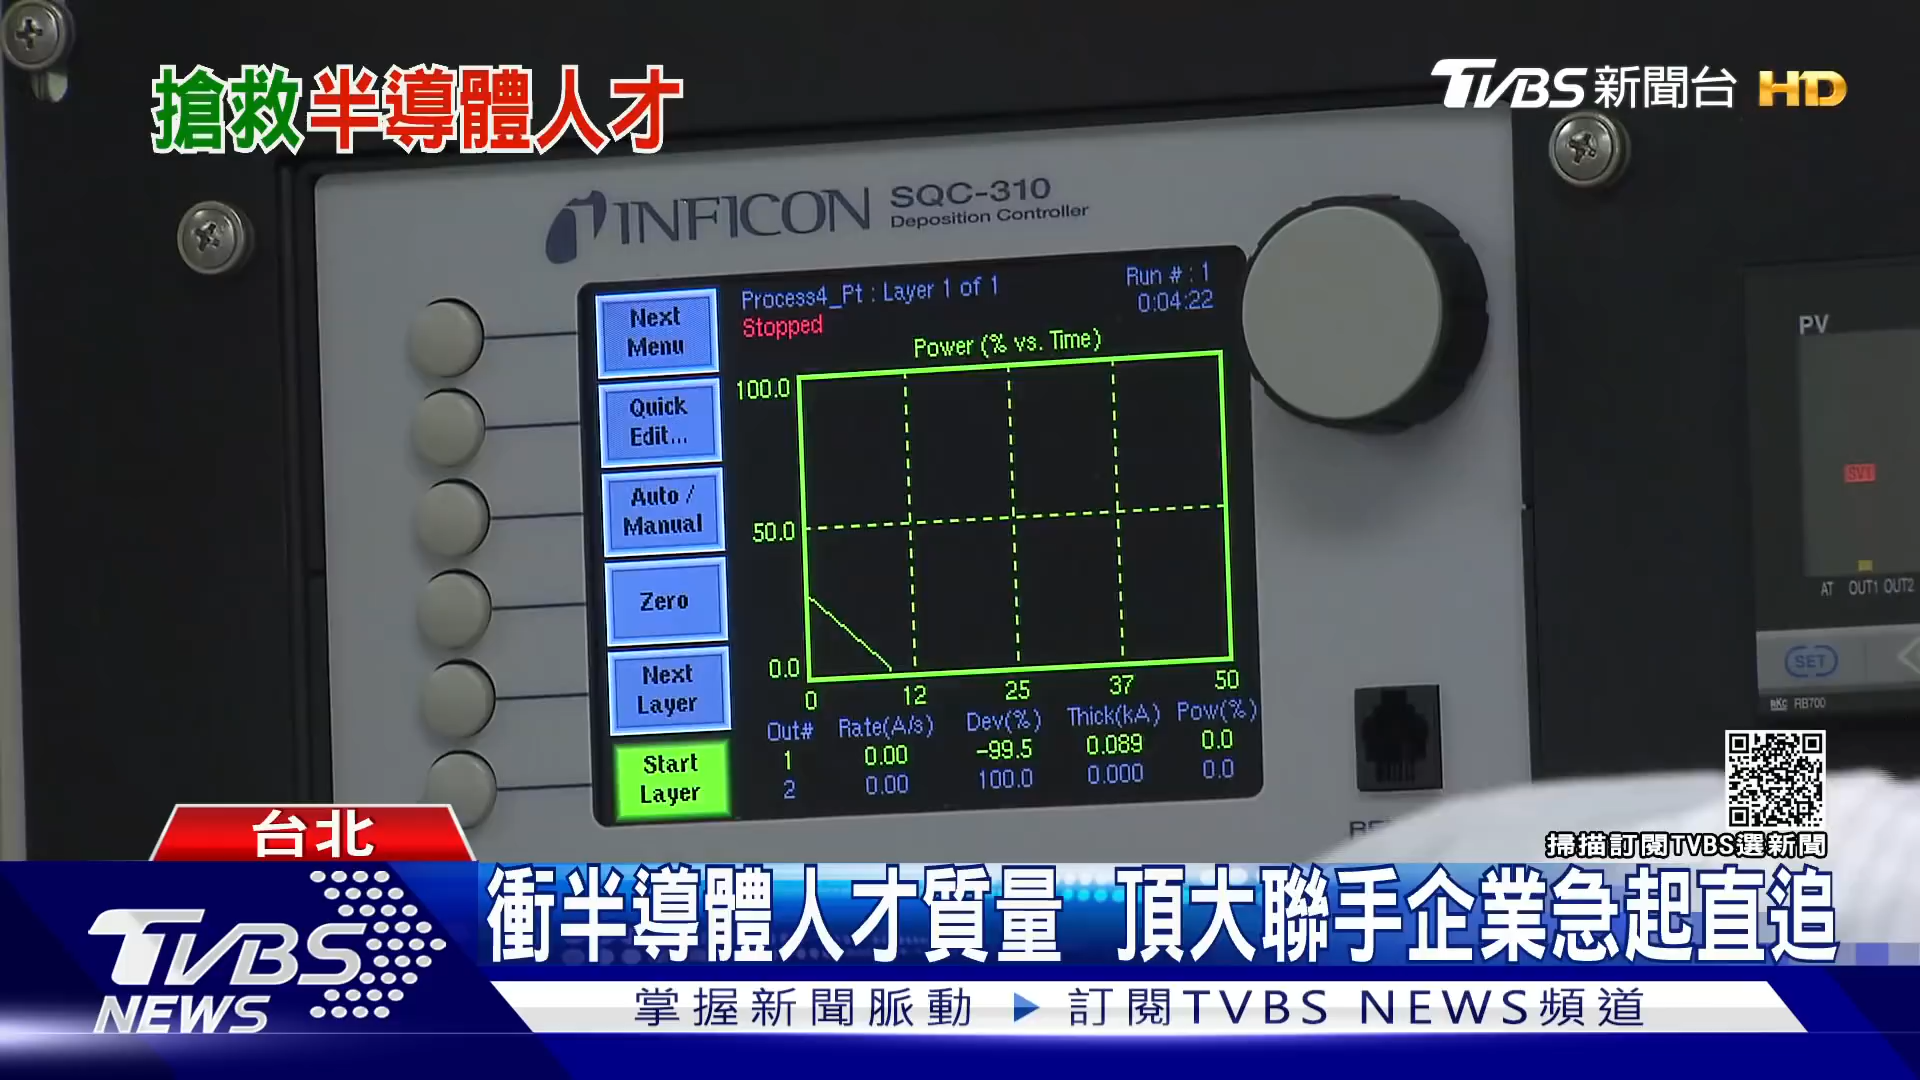 搶救半導體人才
TVBS新聞台 HD
INFICON SQC-310
Deposition Controller
Process4_Pt : Layer 1 of 1
Run # : 1
Stopped
0:04:22
Power (% vs. Time)
Next
Menu
Quick
Edit...
Auto /
Manual
Zero
Next
Layer
Start
Layer
100.0
50.0
0.0
0 12 25 37 50
Out# Rate(A/s) Dev(%) Thick(kA) Pow(%)
1 0.00 -99.5 0.089 0.0
2 0.00 100.0 0.000 0.0
PV
SV1
AT OUT1 OUT2
SET
RKC RB700
掃描訂閱TVBS選新聞
台北
衝半導體人才質量 頂大聯手企業急起直追
TVBS
NEWS
掌握新聞脈動 ▶ 訂閱TVBS NEWS頻道